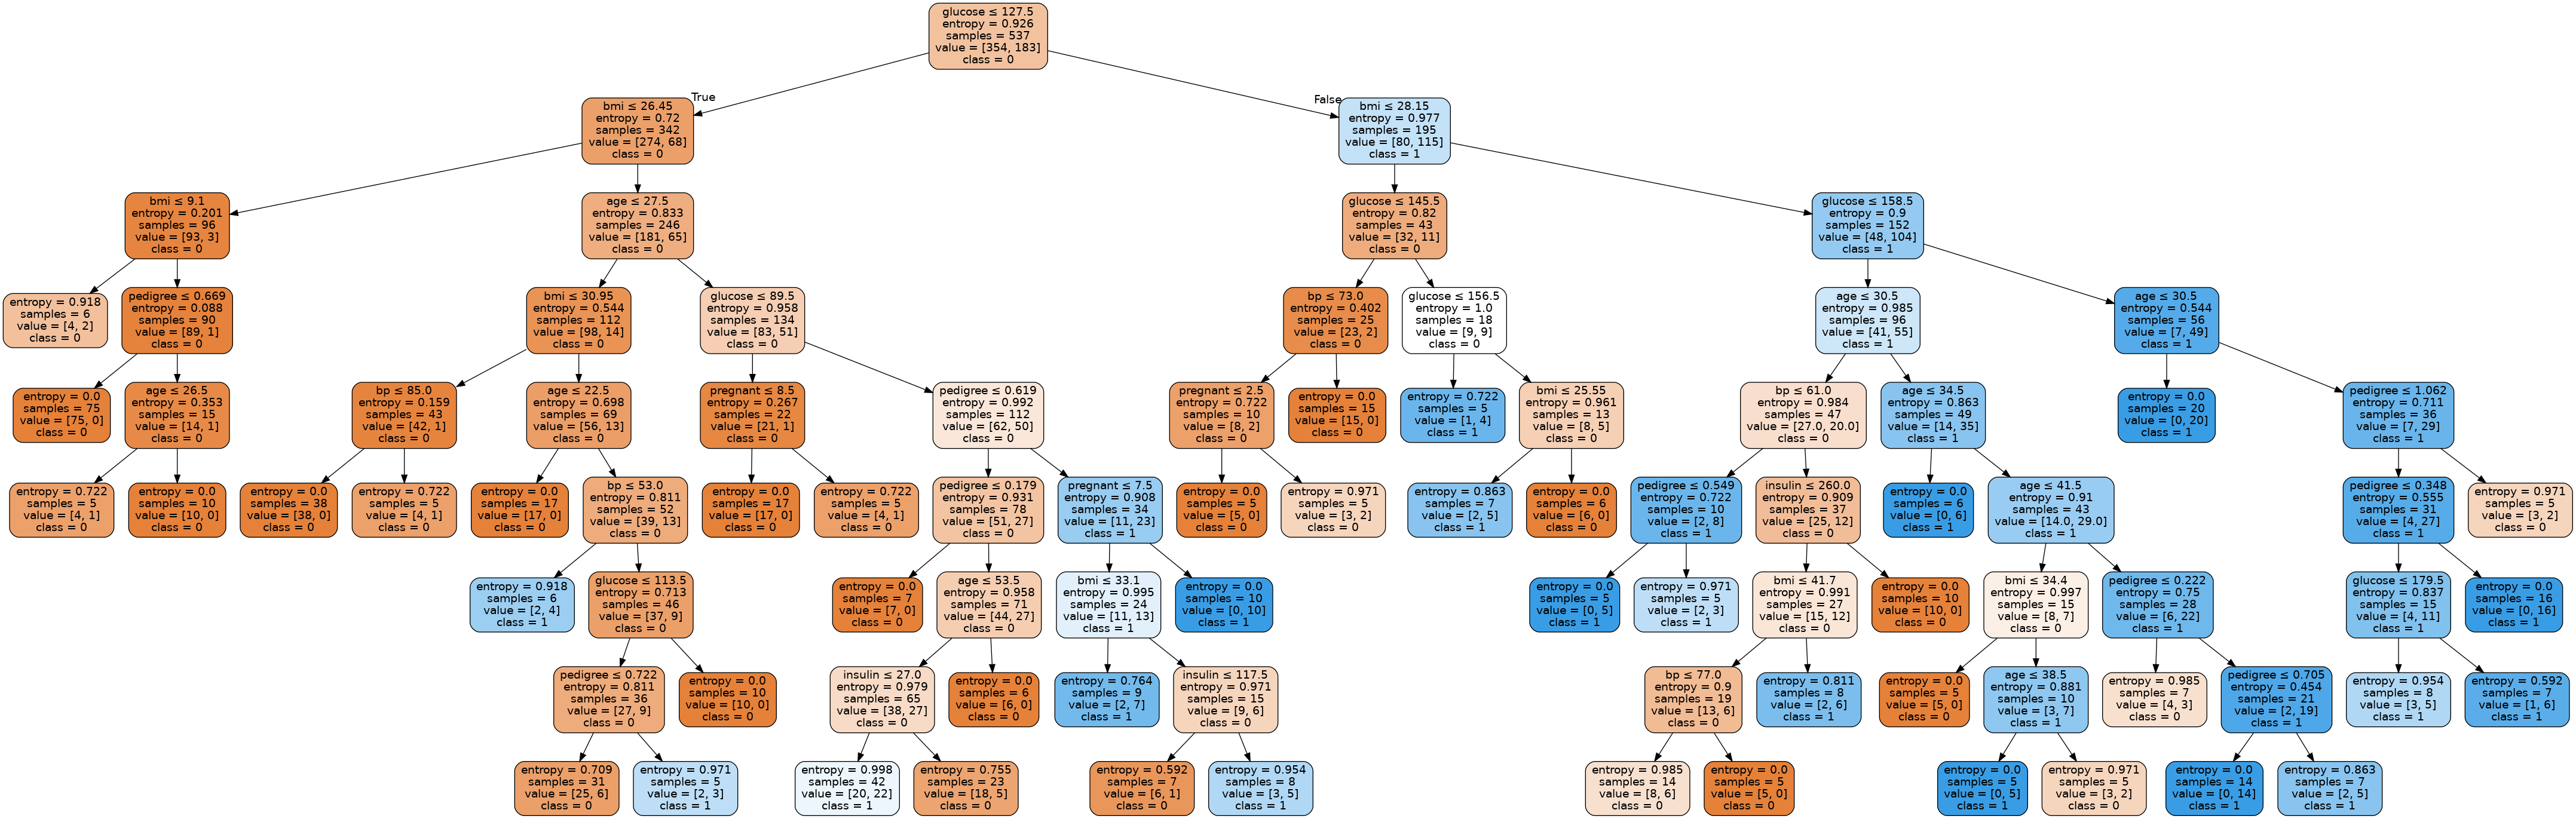 glucose ≤ 127.5
entropy = 0.926
samples = 537
value = [354, 183]
class = 0
True
False
bmi ≤ 26.45
entropy = 0.72
samples = 342
value = [274, 68]
class = 0
bmi ≤ 28.15
entropy = 0.977
samples = 195
value = [80, 115]
class = 1
bmi ≤ 9.1
entropy = 0.201
samples = 96
value = [93, 3]
class = 0
age ≤ 27.5
entropy = 0.833
samples = 246
value = [181, 65]
class = 0
glucose ≤ 145.5
entropy = 0.82
samples = 43
value = [32, 11]
class = 0
glucose ≤ 158.5
entropy = 0.9
samples = 152
value = [48, 104]
class = 1
entropy = 0.918
samples = 6
value = [4, 2]
class = 0
pedigree ≤ 0.669
entropy = 0.088
samples = 90
value = [89, 1]
class = 0
bmi ≤ 30.95
entropy = 0.544
samples = 112
value = [98, 14]
class = 0
glucose ≤ 89.5
entropy = 0.958
samples = 134
value = [83, 51]
class = 0
bp ≤ 73.0
entropy = 0.402
samples = 25
value = [23, 2]
class = 0
glucose ≤ 156.5
entropy = 1.0
samples = 18
value = [9, 9]
class = 0
age ≤ 30.5
entropy = 0.985
samples = 96
value = [41, 55]
class = 1
age ≤ 30.5
entropy = 0.544
samples = 56
value = [7, 49]
class = 1
entropy = 0.0
samples = 75
value = [75, 0]
class = 0
age ≤ 26.5
entropy = 0.353
samples = 15
value = [14, 1]
class = 0
bp ≤ 85.0
entropy = 0.159
samples = 43
value = [42, 1]
class = 0
age ≤ 22.5
entropy = 0.698
samples = 69
value = [56, 13]
class = 0
pregnant ≤ 8.5
entropy = 0.267
samples = 22
value = [21, 1]
class = 0
pedigree ≤ 0.619
entropy = 0.992
samples = 112
value = [62, 50]
class = 0
pregnant ≤ 2.5
entropy = 0.722
samples = 10
value = [8, 2]
class = 0
entropy = 0.0
samples = 15
value = [15, 0]
class = 0
entropy = 0.722
samples = 5
value = [1, 4]
class = 1
bmi ≤ 25.55
entropy = 0.961
samples = 13
value = [8, 5]
class = 0
bp ≤ 61.0
entropy = 0.984
samples = 47
value = [27.0, 20.0]
class = 0
age ≤ 34.5
entropy = 0.863
samples = 49
value = [14, 35]
class = 1
entropy = 0.0
samples = 20
value = [0, 20]
class = 1
pedigree ≤ 1.062
entropy = 0.711
samples = 36
value = [7, 29]
class = 1
entropy = 0.722
samples = 5
value = [4, 1]
class = 0
entropy = 0.0
samples = 10
value = [10, 0]
class = 0
entropy = 0.0
samples = 38
value = [38, 0]
class = 0
entropy = 0.722
samples = 5
value = [4, 1]
class = 0
entropy = 0.0
samples = 17
value = [17, 0]
class = 0
bp ≤ 53.0
entropy = 0.811
samples = 52
value = [39, 13]
class = 0
entropy = 0.0
samples = 17
value = [17, 0]
class = 0
entropy = 0.722
samples = 5
value = [4, 1]
class = 0
pedigree ≤ 0.179
entropy = 0.931
samples = 78
value = [51, 27]
class = 0
pregnant ≤ 7.5
entropy = 0.908
samples = 34
value = [11, 23]
class = 1
entropy = 0.0
samples = 5
value = [5, 0]
class = 0
entropy = 0.971
samples = 5
value = [3, 2]
class = 0
entropy = 0.863
samples = 7
value = [2, 5]
class = 1
entropy = 0.0
samples = 6
value = [6, 0]
class = 0
pedigree ≤ 0.549
entropy = 0.722
samples = 10
value = [2, 8]
class = 1
insulin ≤ 260.0
entropy = 0.909
samples = 37
value = [25, 12]
class = 0
entropy = 0.0
samples = 6
value = [0, 6]
class = 1
age ≤ 41.5
entropy = 0.91
samples = 43
value = [14.0, 29.0]
class = 1
pedigree ≤ 0.348
entropy = 0.555
samples = 31
value = [4, 27]
class = 1
entropy = 0.971
samples = 5
value = [3, 2]
class = 0
entropy = 0.918
samples = 6
value = [2, 4]
class = 1
glucose ≤ 113.5
entropy = 0.713
samples = 46
value = [37, 9]
class = 0
entropy = 0.0
samples = 7
value = [7, 0]
class = 0
age ≤ 53.5
entropy = 0.958
samples = 71
value = [44, 27]
class = 0
bmi ≤ 33.1
entropy = 0.995
samples = 24
value = [11, 13]
class = 1
entropy = 0.0
samples = 10
value = [0, 10]
class = 1
entropy = 0.0
samples = 5
value = [0, 5]
class = 1
entropy = 0.971
samples = 5
value = [2, 3]
class = 1
bmi ≤ 41.7
entropy = 0.991
samples = 27
value = [15, 12]
class = 0
entropy = 0.0
samples = 10
value = [10, 0]
class = 0
bmi ≤ 34.4
entropy = 0.997
samples = 15
value = [8, 7]
class = 0
pedigree ≤ 0.222
entropy = 0.75
samples = 28
value = [6, 22]
class = 1
glucose ≤ 179.5
entropy = 0.837
samples = 15
value = [4, 11]
class = 1
entropy = 0.0
samples = 16
value = [0, 16]
class = 1
pedigree ≤ 0.722
entropy = 0.811
samples = 36
value = [27, 9]
class = 0
entropy = 0.0
samples = 10
value = [10, 0]
class = 0
insulin ≤ 27.0
entropy = 0.979
samples = 65
value = [38, 27]
class = 0
entropy = 0.0
samples = 6
value = [6, 0]
class = 0
entropy = 0.764
samples = 9
value = [2, 7]
class = 1
insulin ≤ 117.5
entropy = 0.971
samples = 15
value = [9, 6]
class = 0
bp ≤ 77.0
entropy = 0.9
samples = 19
value = [13, 6]
class = 0
entropy = 0.811
samples = 8
value = [2, 6]
class = 1
entropy = 0.0
samples = 5
value = [5, 0]
class = 0
age ≤ 38.5
entropy = 0.881
samples = 10
value = [3, 7]
class = 1
entropy = 0.985
samples = 7
value = [4, 3]
class = 0
pedigree ≤ 0.705
entropy = 0.454
samples = 21
value = [2, 19]
class = 1
entropy = 0.954
samples = 8
value = [3, 5]
class = 1
entropy = 0.592
samples = 7
value = [1, 6]
class = 1
entropy = 0.709
samples = 31
value = [25, 6]
class = 0
entropy = 0.971
samples = 5
value = [2, 3]
class = 1
entropy = 0.998
samples = 42
value = [20, 22]
class = 1
entropy = 0.755
samples = 23
value = [18, 5]
class = 0
entropy = 0.592
samples = 7
value = [6, 1]
class = 0
entropy = 0.954
samples = 8
value = [3, 5]
class = 1
entropy = 0.985
samples = 14
value = [8, 6]
class = 0
entropy = 0.0
samples = 5
value = [5, 0]
class = 0
entropy = 0.0
samples = 5
value = [0, 5]
class = 1
entropy = 0.971
samples = 5
value = [3, 2]
class = 0
entropy = 0.0
samples = 14
value = [0, 14]
class = 1
entropy = 0.863
samples = 7
value = [2, 5]
class = 1